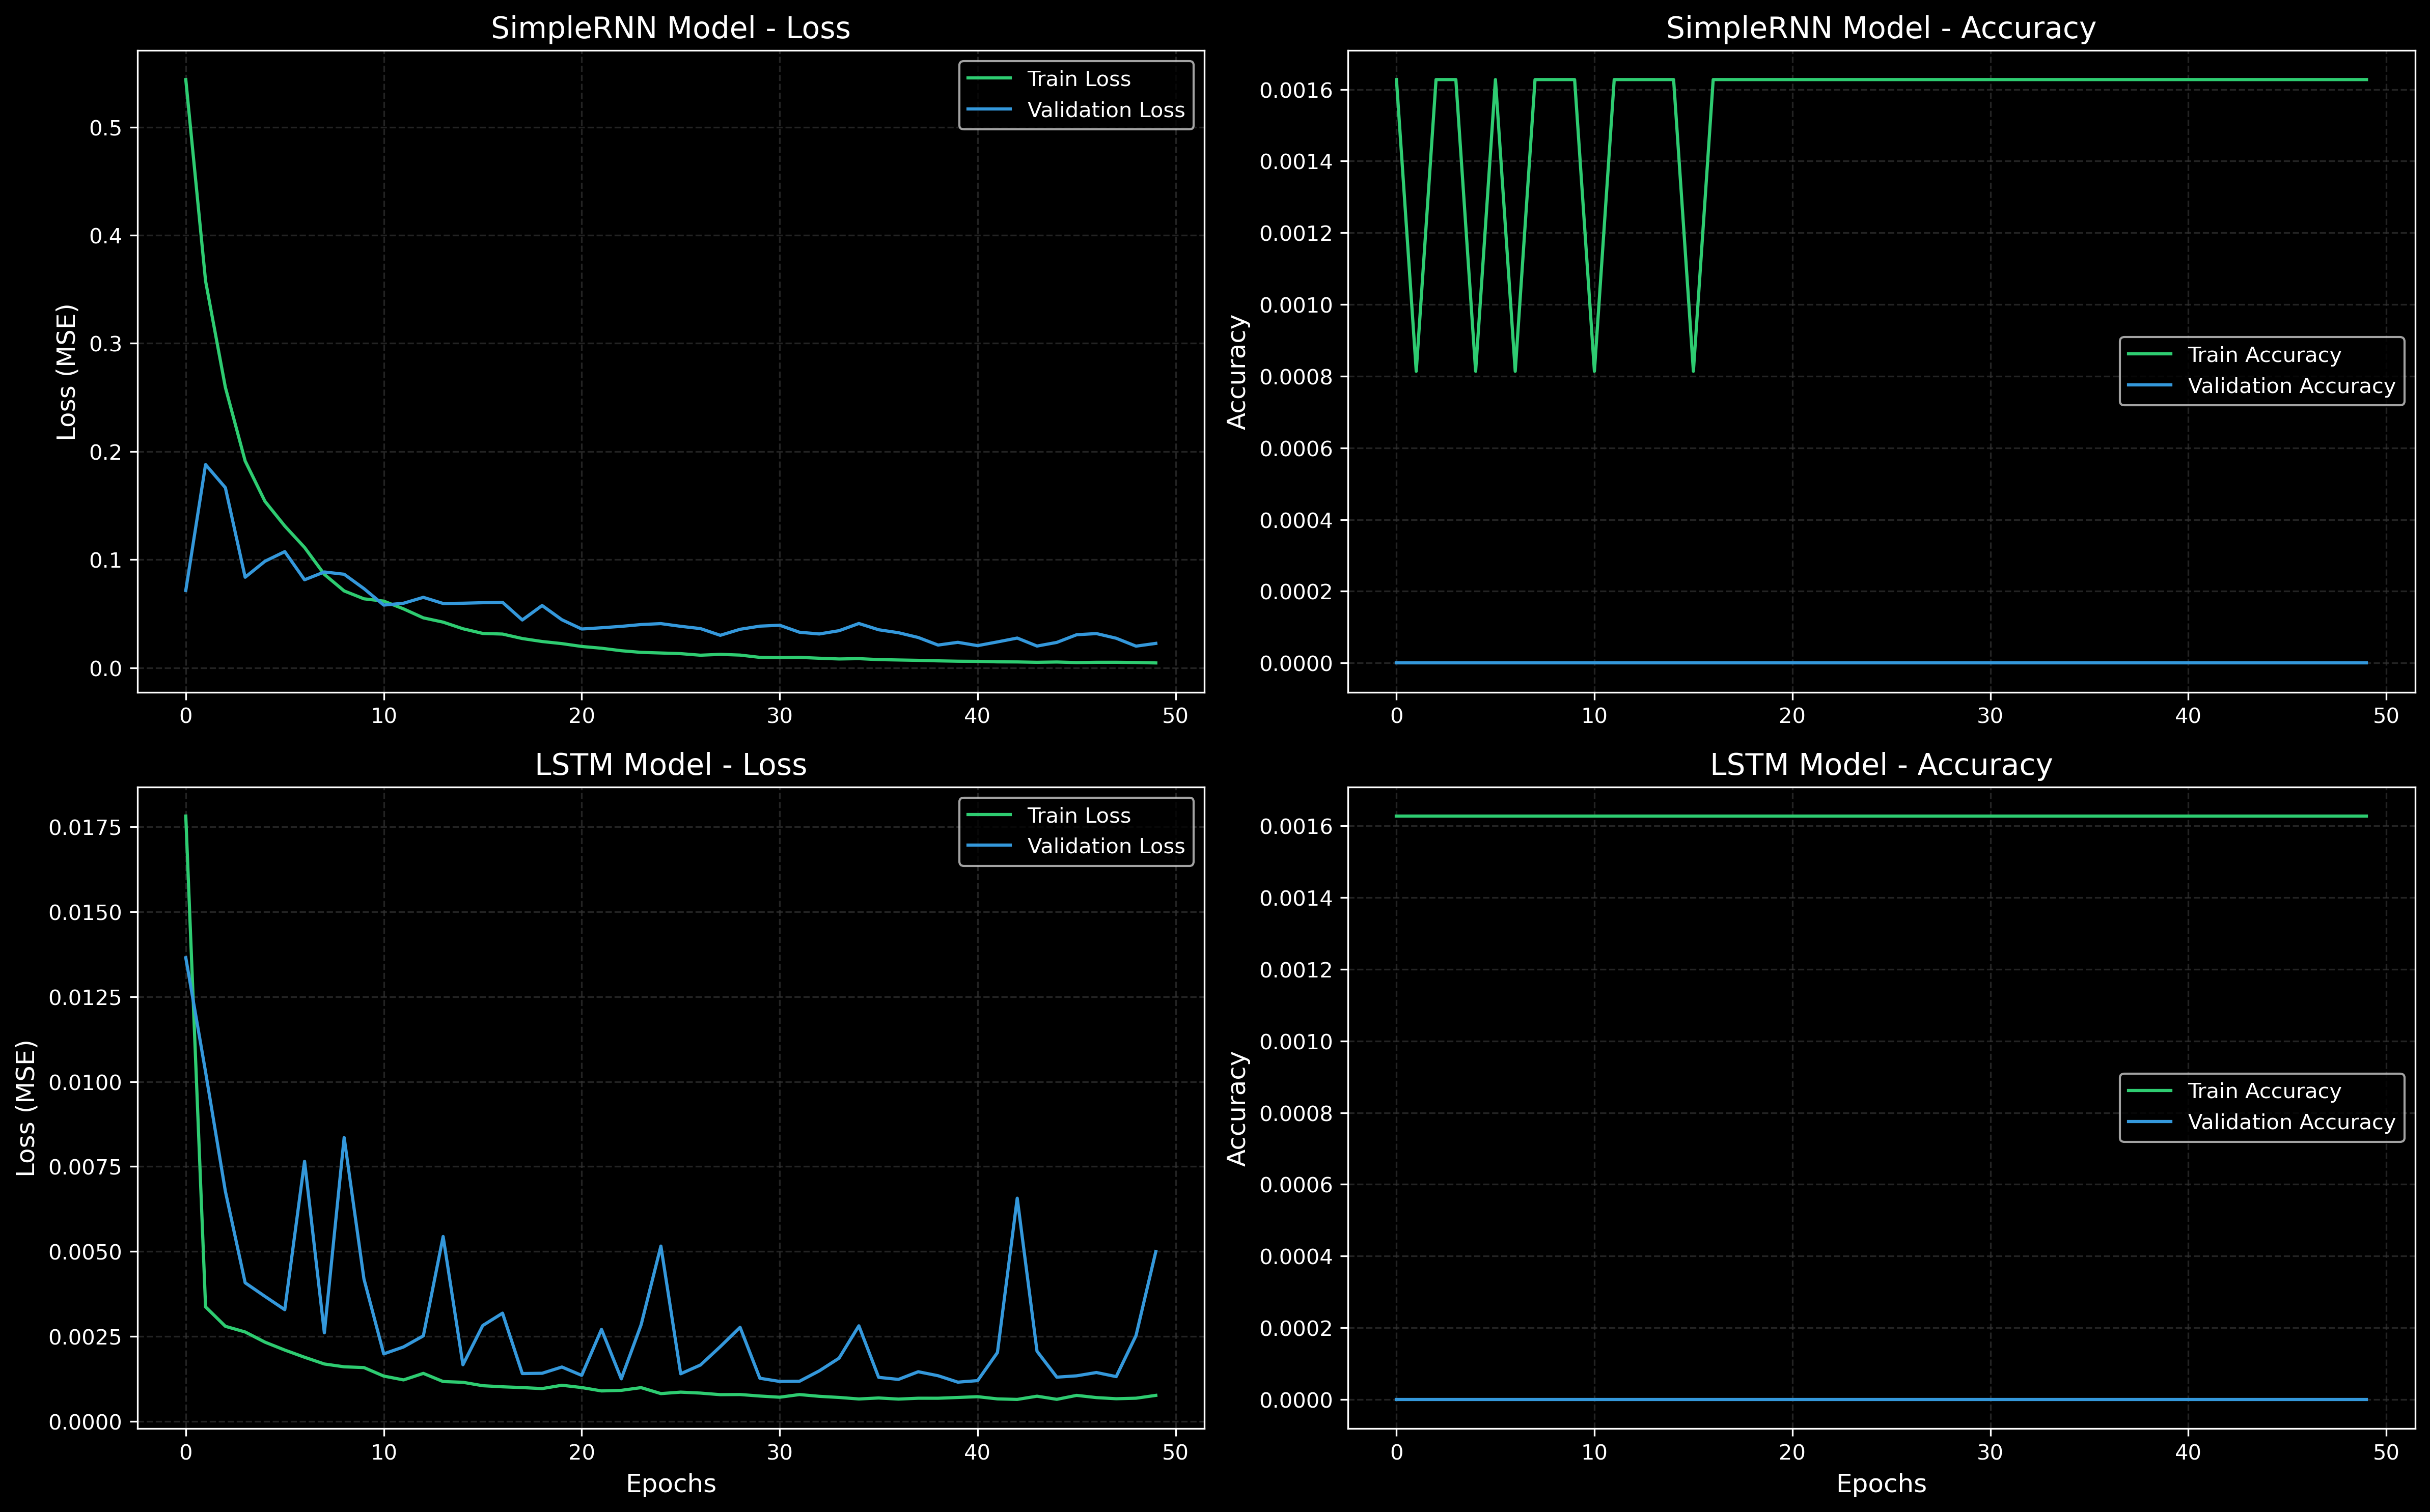 SimpleRNN Model - Loss
Loss (MSE)
0.5
0.4
0.3
0.2
0.1
0.0
0 10 20 30 40 50
Train Loss
Validation Loss
SimpleRNN Model - Accuracy
Accuracy
0.0016
0.0014
0.0012
0.0010
0.0008
0.0006
0.0004
0.0002
0.0000
0 10 20 30 40 50
Train Accuracy
Validation Accuracy
LSTM Model - Loss
Loss (MSE)
0.0175
0.0150
0.0125
0.0100
0.0075
0.0050
0.0025
0.0000
0 10 20 30 40 50
Epochs
Train Loss
Validation Loss
LSTM Model - Accuracy
Accuracy
0.0016
0.0014
0.0012
0.0010
0.0008
0.0006
0.0004
0.0002
0.0000
0 10 20 30 40 50
Epochs
Train Accuracy
Validation Accuracy